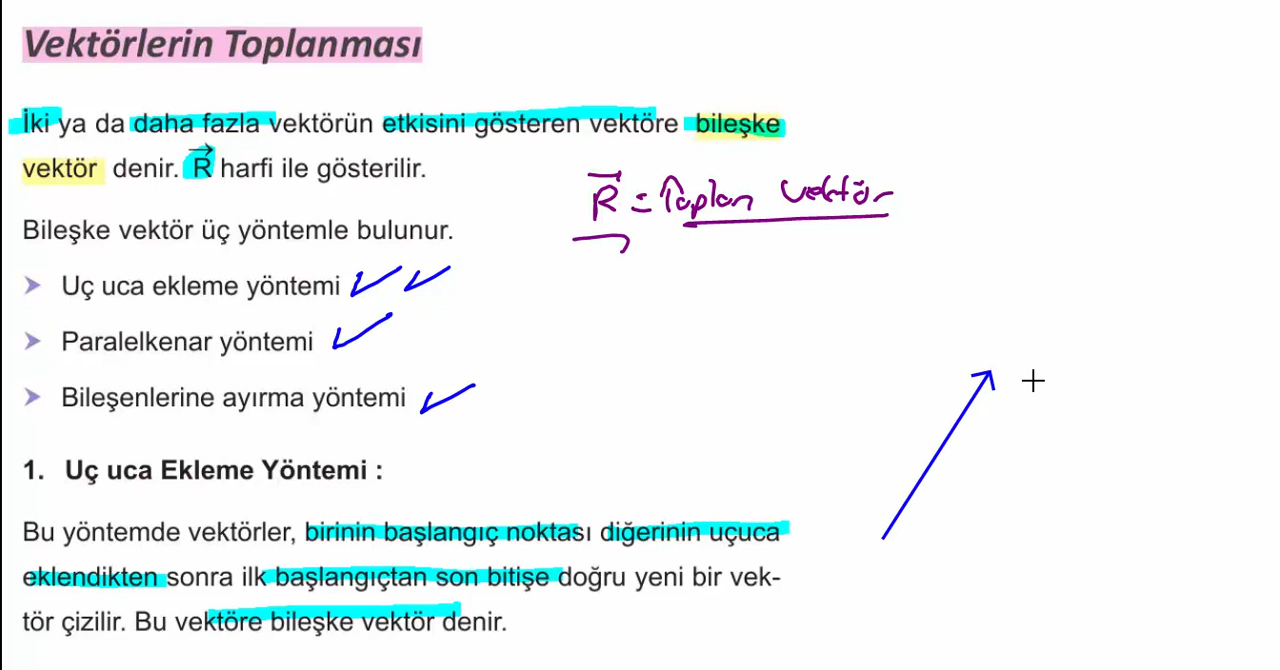 Vektörlerin Toplanması
İki ya da daha fazla vektörün etkisini gösteren vektöre bileşke
vektör denir. R harfi ile gösterilir.
R = Toplan vektör
Bileşke vektör üç yöntemle bulunur.
➤ Uç uca ekleme yöntemi
➤ Paralelkenar yöntemi
➤ Bileşenlerine ayırma yöntemi
1. Uç uca Ekleme Yöntemi :
Bu yöntemde vektörler, birinin başlangıç noktası diğerinin uçuca
eklendikten sonra ilk başlangıçtan son bitişe doğru yeni bir vek-
tör çizilir. Bu vektöre bileşke vektör denir.